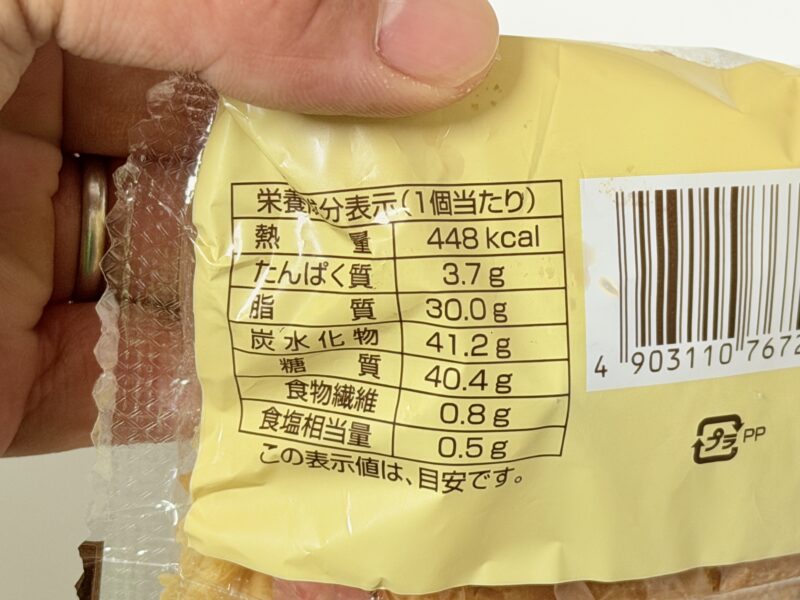 栄養成分表示(1個当たり)
熱量 448kcal
たんぱく質 3.7g
脂質 30.0g
炭水化物 41.2g
糖質 40.4g
食物繊維 0.8g
食塩相当量 0.5g
この表示値は、目安です。
4 903110 7672
プラ PP